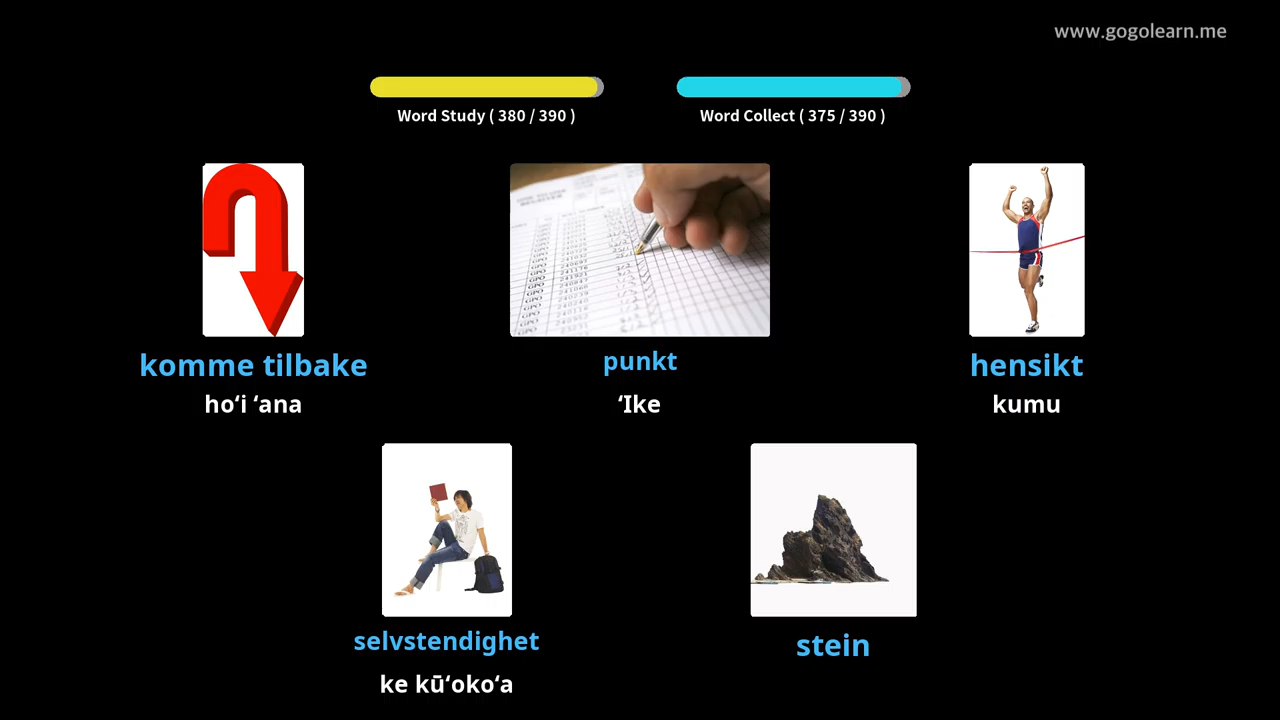 www.gogolearn.me
Word Study ( 380 / 390 )
Word Collect ( 375 / 390 )
komme tilbake
hoʻi ʻana
punkt
ʻIke
hensikt
kumu
selvstendighet
ke kūʻokoʻa
stein